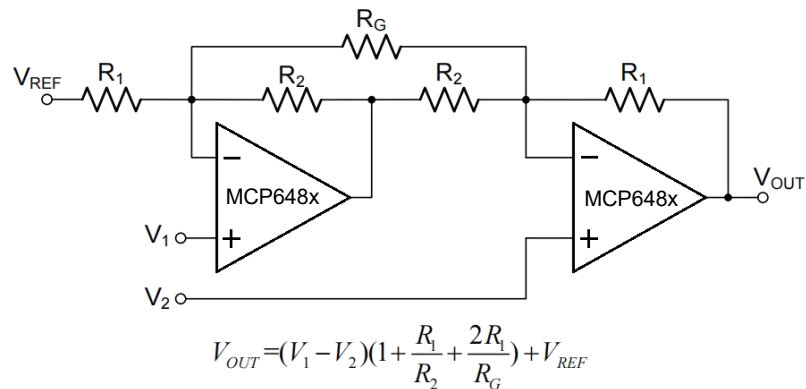 R_G
V_REF R_1 R_2 R_2 R_1
− −
MCP648x MCP648x V_OUT
V_1 + +
V_2
V_OUT=(V_1−V_2)(1+R_1/R_2+2R_1/R_G)+V_REF